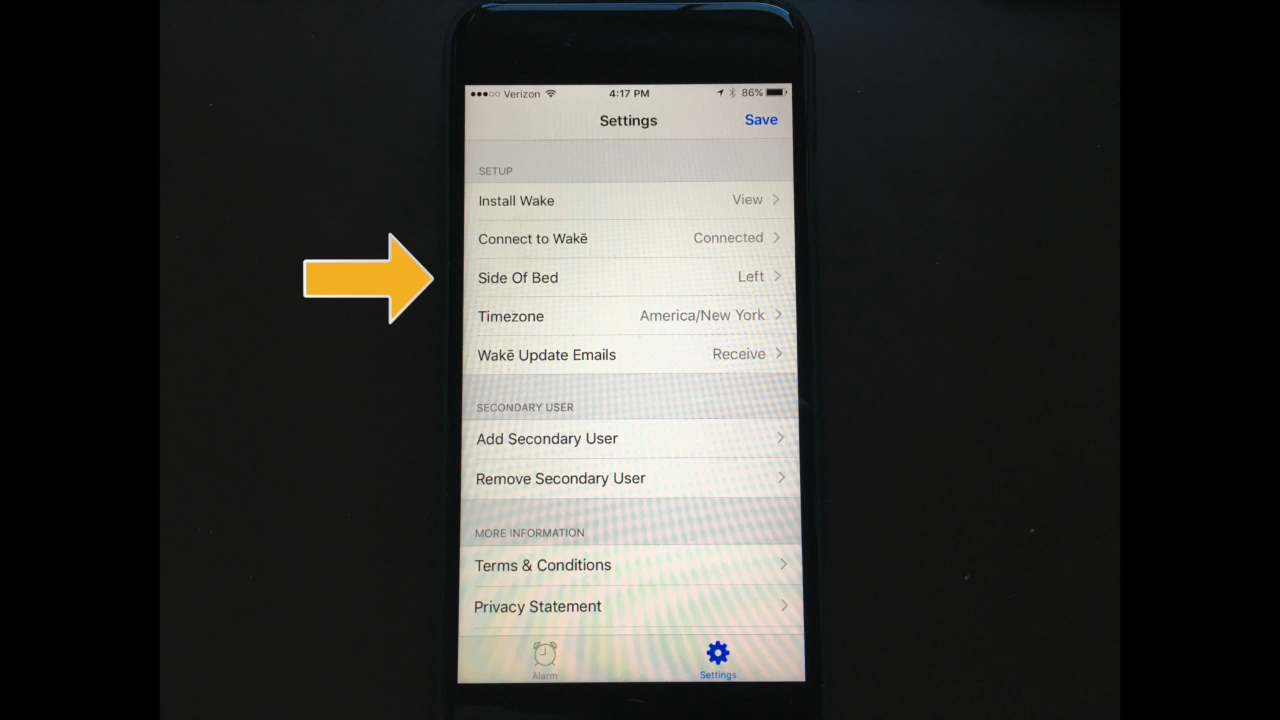 Verizon 4:17 PM 86%
Settings Save
SETUP
Install Wake View
Connect to Wakē Connected
Side Of Bed Left
Timezone America/New York
Wakē Update Emails Receive
SECONDARY USER
Add Secondary User
Remove Secondary User
MORE INFORMATION
Terms & Conditions
Privacy Statement
Alarm Settings